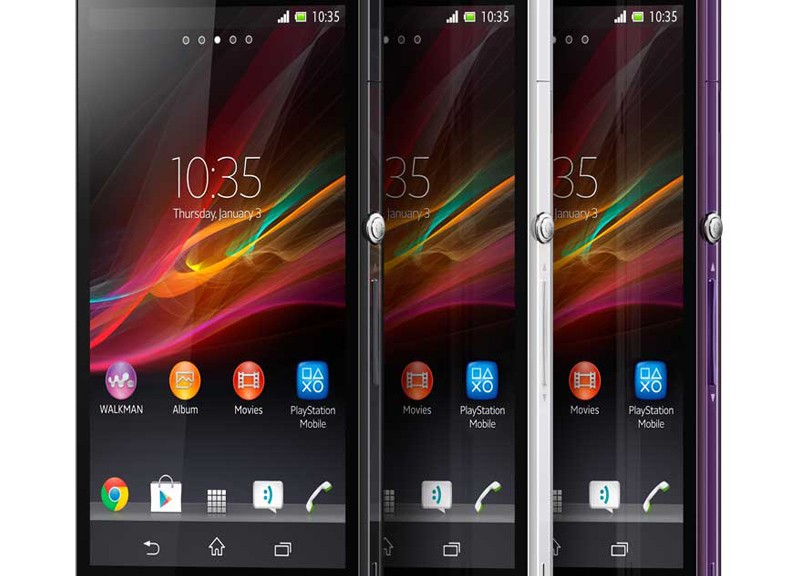 10:35
10:35
Thursday, January 3
WALKMAN
Album
Movies
PlayStation
Mobile
10:35
35
January 3
Movies
PlayStation
Mobile
10:35
35
January 3
Movies
PlayStation
Mobile